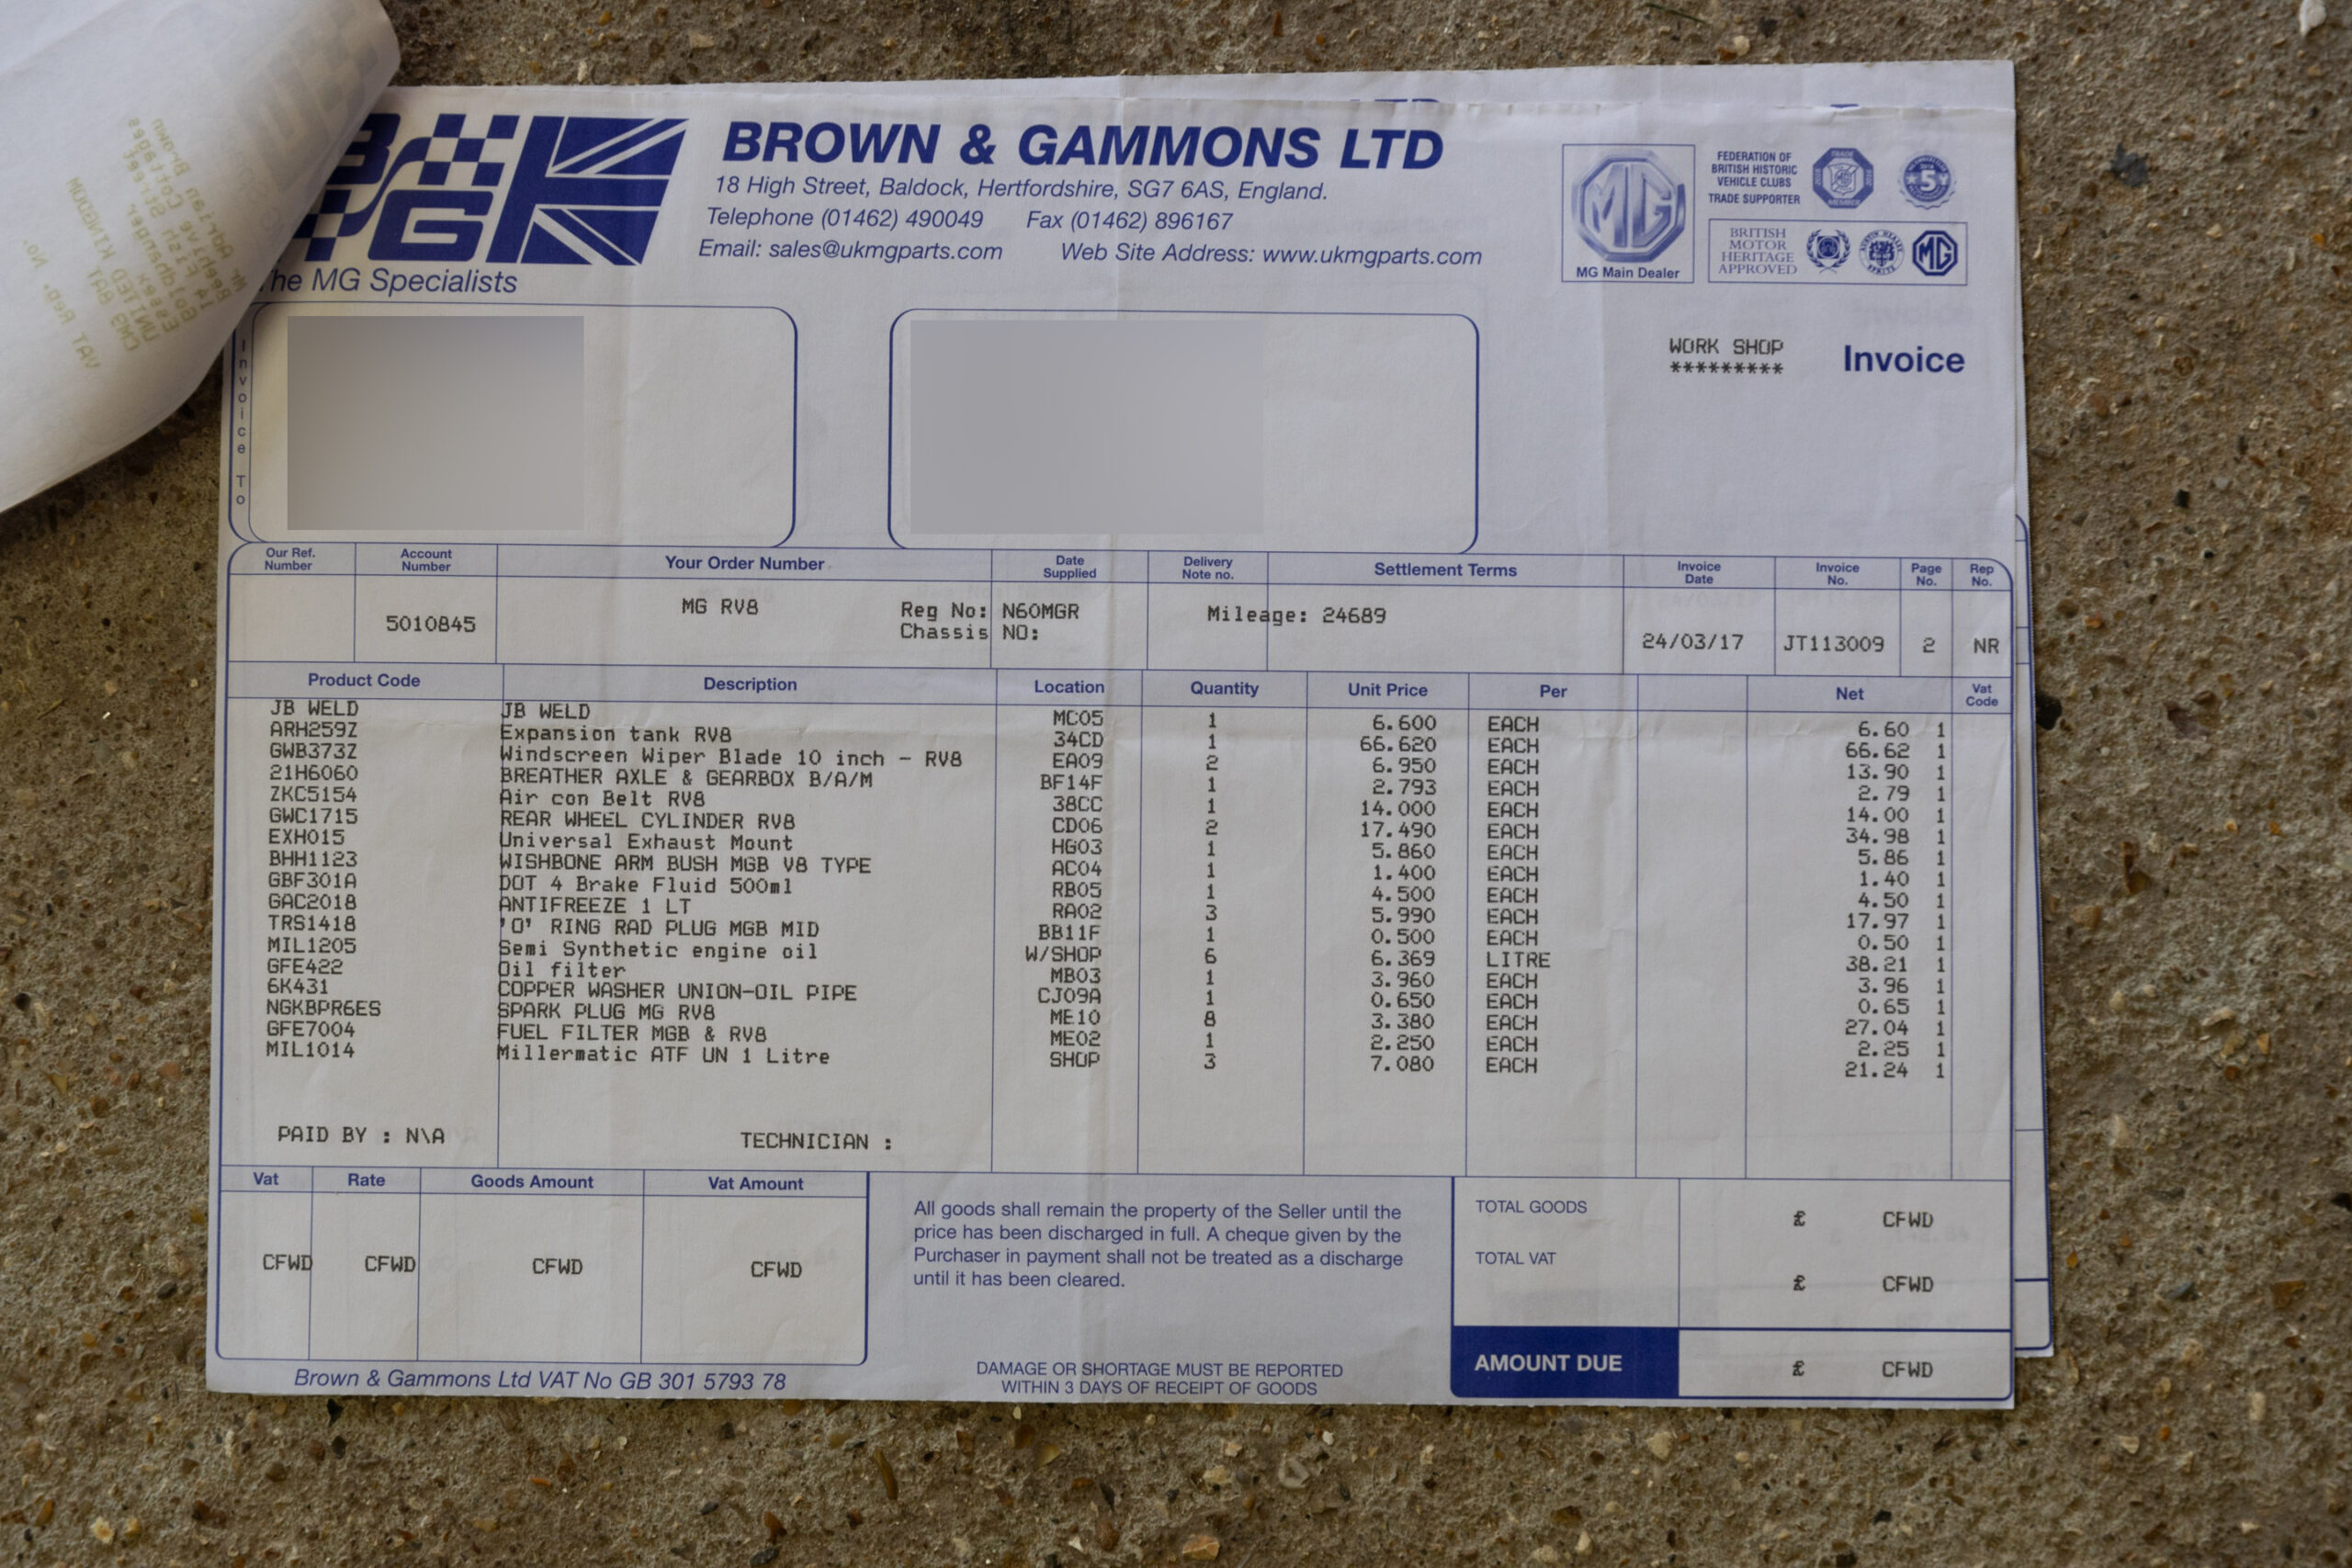 BROWN & GAMMONS LTD
18 High Street, Baldock, Hertfordshire, SG7 6AS, England.
Telephone (01462) 490049 Fax (01462) 896167
Email: sales@ukmgparts.com Web Site Address: www.ukmgparts.com
The MG Specialists
MG
MG Main Dealer
FEDERATION OF
BRITISH HISTORIC
VEHICLE CLUBS
TRADE SUPPORTER
BRITISH
MOTOR
HERITAGE
APPROVED
MG
WORK SHOP
*********
Invoice
Invoice To
Our Ref. Number Account Number Your Order Number Date Supplied Delivery Note no. Settlement Terms Invoice Date Invoice No. Page No. Rep No.
MG RV8 Reg No: N60MGR Mileage: 24689
5010845 Chassis NO: 24/03/17 JT113009 2 NR
Product Code Description Location Quantity Unit Price Per Net Vat Code
JB WELD JB WELD MC05 1 6.600 EACH 6.60 1
ARH259Z Expansion tank RV8 34CD 1 66.620 EACH 66.62 1
GWB373Z Windscreen Wiper Blade 10 inch - RV8 EA09 2 6.950 EACH 13.90 1
21H6060 BREATHER AXLE & GEARBOX B/A/M BF14F 1 2.793 EACH 2.79 1
ZKC5154 Air con Belt RV8 38CC 1 14.000 EACH 14.00 1
GWC1715 REAR WHEEL CYLINDER RV8 CD06 2 17.490 EACH 34.98 1
EXH015 Universal Exhaust Mount HG03 1 5.860 EACH 5.86 1
BHH1123 WISHBONE ARM BUSH MGB V8 TYPE AC04 1 1.400 EACH 1.40 1
GBF301A DOT 4 Brake Fluid 500ml RB05 1 4.500 EACH 4.50 1
GAC2018 ANTIFREEZE 1 LT RA02 3 5.990 EACH 17.97 1
TRS1418 'O' RING RAD PLUG MGB MID BB11F 1 0.500 EACH 0.50 1
MIL1205 Semi Synthetic engine oil W/SHOP 6 6.369 LITRE 38.21 1
GFE422 Oil filter MB03 1 3.960 EACH 3.96 1
6K431 COPPER WASHER UNION-OIL PIPE CJ09A 1 0.650 EACH 0.65 1
NGKBPR6ES SPARK PLUG MG RV8 ME10 8 3.380 EACH 27.04 1
GFE7004 FUEL FILTER MGB & RV8 ME02 1 2.250 EACH 2.25 1
MIL1014 Millermatic ATF UN 1 Litre SHOP 3 7.080 EACH 21.24 1
PAID BY : N\A TECHNICIAN :
Vat Rate Goods Amount Vat Amount
CFWD CFWD CFWD CFWD
All goods shall remain the property of the Seller until the
price has been discharged in full. A cheque given by the
Purchaser in payment shall not be treated as a discharge
until it has been cleared.
DAMAGE OR SHORTAGE MUST BE REPORTED
WITHIN 3 DAYS OF RECEIPT OF GOODS
TOTAL GOODS £ CFWD
TOTAL VAT £ CFWD
AMOUNT DUE £ CFWD
Brown & Gammons Ltd VAT No GB 301 5793 78